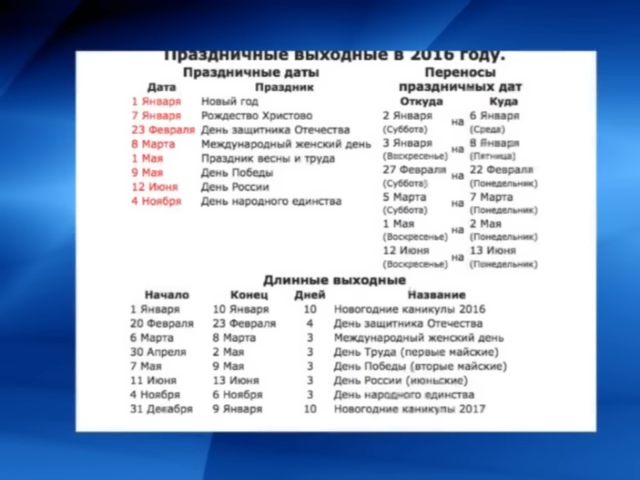 Праздничные выходные в 2016 году.
Праздничные даты
Дата Праздник
1 Января Новый год
7 Января Рождество Христово
23 Февраля День защитника Отечества
8 Марта Международный женский день
1 Мая Праздник весны и труда
9 Мая День Победы
12 Июня День России
4 Ноября День народного единства
Переносы
праздничмых дат
Откуда Куда
2 Января на 6 Января
(Суббота) (Среда)
3 Января на 8 Января
(Воскресенье) (Пятница)
27 Февраля на 22 Февраля
(Суббота) (Понедельник)
5 Марта на 7 Марта
(Суббота) (Понедельник)
1 Мая на 2 Мая
(Воскресенье) (Понедельник)
12 Июня на 13 Июня
(Воскресенье) (Понедельник)
Длинные выходные
Начало Конец Дней Название
1 Января 10 Января 10 Новогодние каникулы 2016
20 Февраля 23 Февраля 4 День защитника Отечества
6 Марта 8 Марта 3 Международный женский день
30 Апреля 2 Мая 3 День Труда (первые майские)
7 Мая 9 Мая 3 День Победы (вторые майские)
11 Июня 13 Июня 3 День России (июньские)
4 Ноября 6 Ноября 3 День народного единства
31 Декабря 9 Января 10 Новогодние каникулы 2017